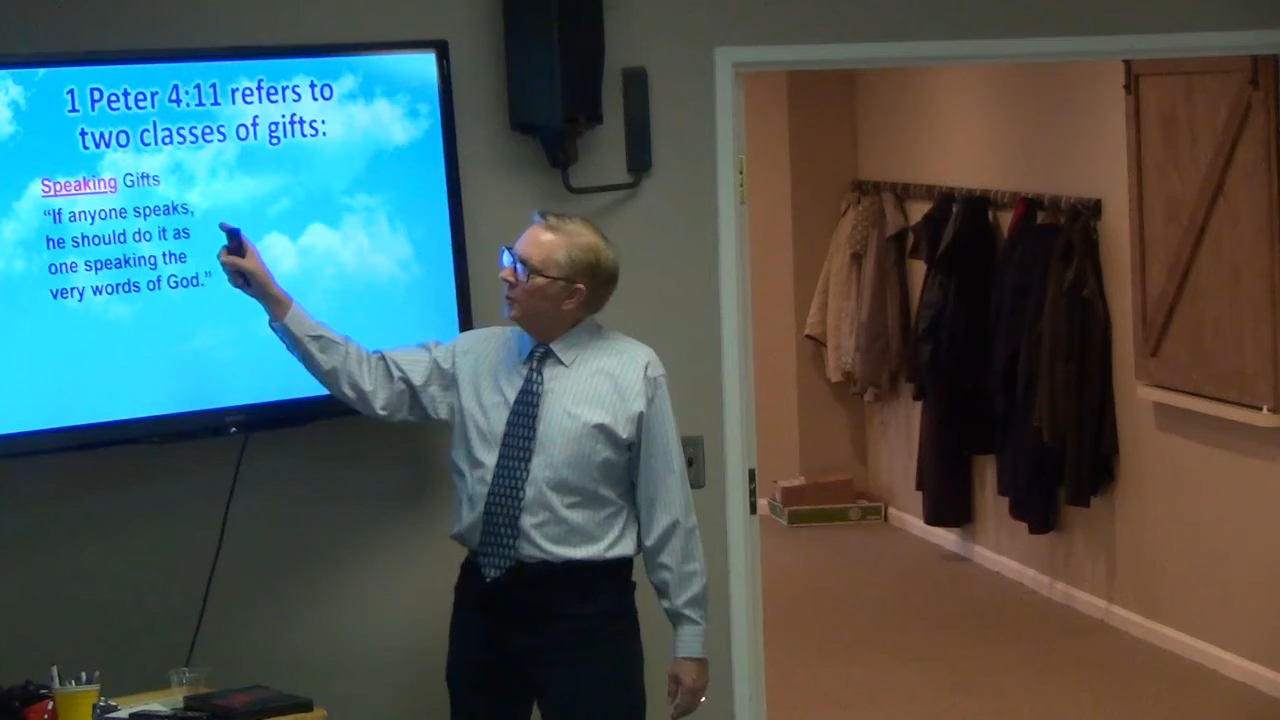 1 Peter 4:11 refers to
two classes of gifts:
Speaking Gifts
“If anyone speaks,
he should do it as
one speaking the
very words of God.”